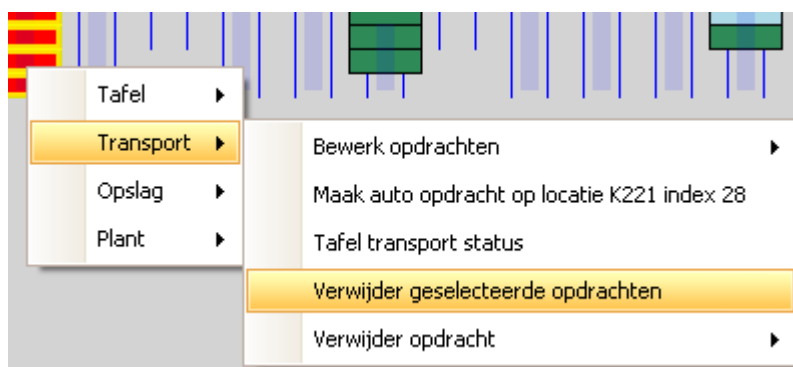 Tafel
Transport
Opslag
Plant
Bewerk opdrachten
Maak auto opdracht op locatie K221 index 28
Tafel transport status
Verwijder geselecteerde opdrachten
Verwijder opdracht